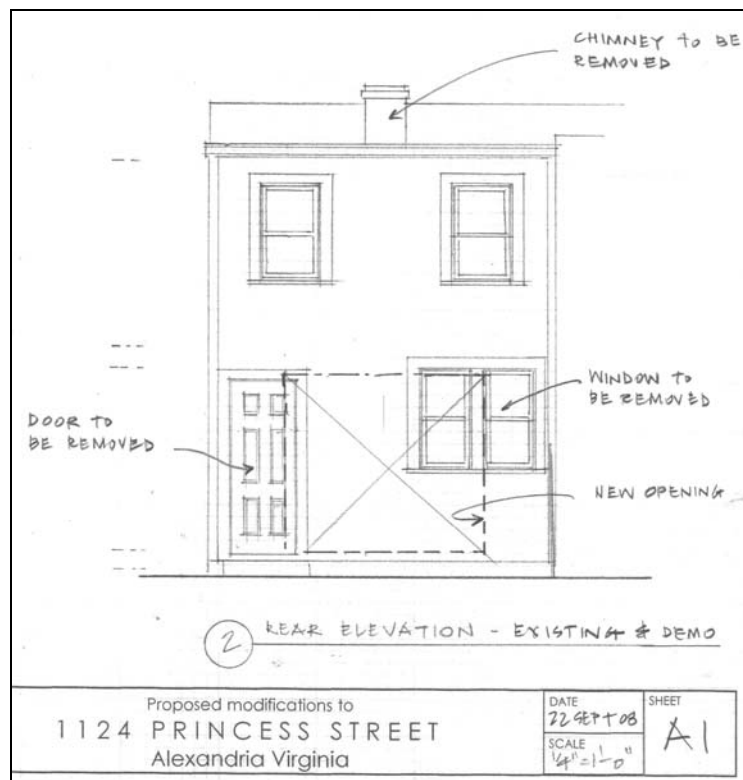 CHIMNEY TO BE
REMOVED
DOOR TO
BE REMOVED
WINDOW TO
BE REMOVED
NEW OPENING
2 REAR ELEVATION - EXISTING & DEMO
Proposed modifications to
1124 PRINCESS STREET
Alexandria Virginia
DATE
22 SEPT 08
SCALE
1/4" = 1'-0"
SHEET
A1